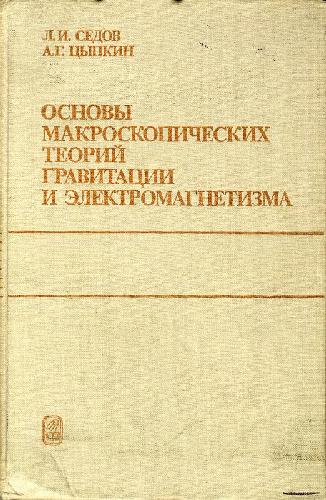 Л. И. СЕДОВ
А. Г. ЦЫПКИН
ОСНОВЫ
МАКРОСКОПИЧЕСКИХ
ТЕОРИЙ
ГРАВИТАЦИИ
И ЭЛЕКТРОМАГНЕТИЗМА